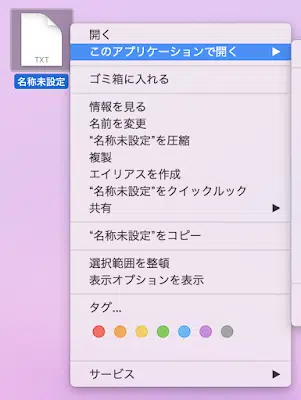 TXT
名称未設定
開く
このアプリケーションで開く
ゴミ箱に入れる
情報を見る
名前を変更
“名称未設定”を圧縮
複製
エイリアスを作成
“名称未設定”をクイックルック
共有
“名称未設定”をコピー
選択範囲を整頓
表示オプションを表示
タグ...
サービス